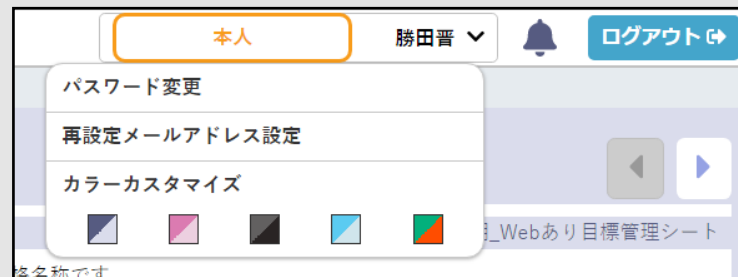 本人
勝田晋
ログアウト
パスワード変更
再設定メールアドレス設定
カラーカスタマイズ
_Webあり目標管理シート
名称です